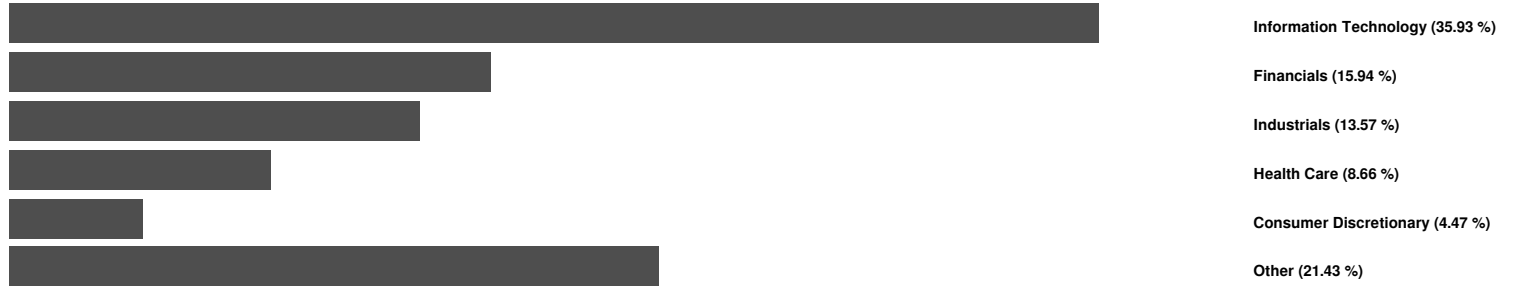 Information Technology (35.93 %)
Financials (15.94 %)
Industrials (13.57 %)
Health Care (8.66 %)
Consumer Discretionary (4.47 %)
Other (21.43 %)